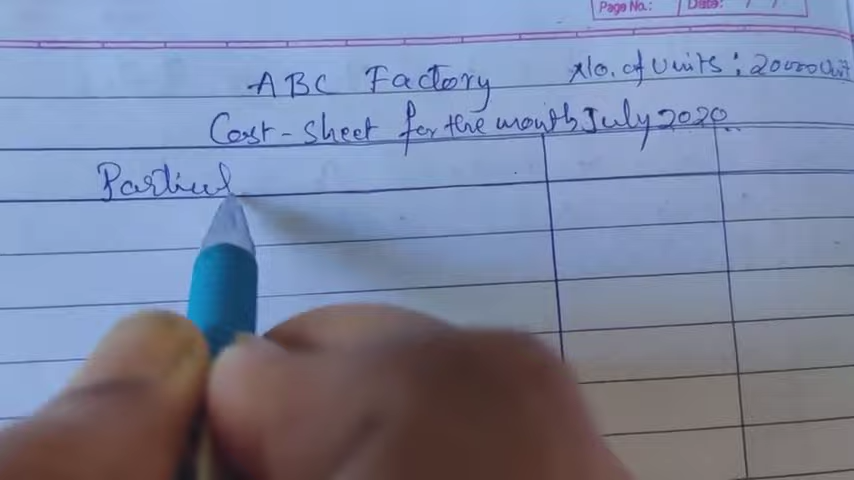 Page No.: Date: / /
ABC Factory No. of Units : 20000 Unit
Cost-Sheet for the month July 2020
Particul